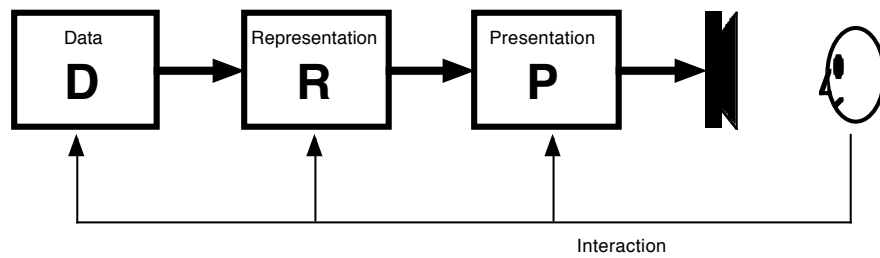 Data
D
Representation
R
Presentation
P
Interaction